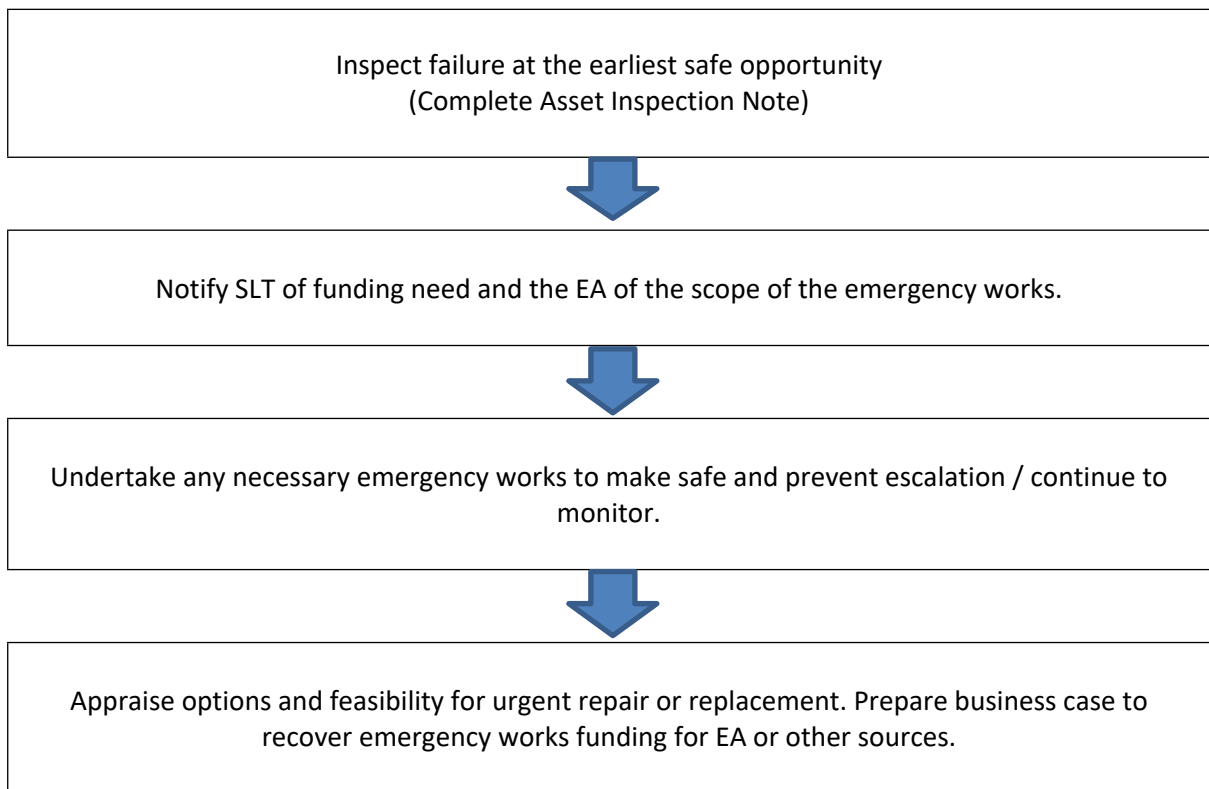 Inspect failure at the earliest safe opportunity
(Complete Asset Inspection Note)
Notify SLT of funding need and the EA of the scope of the emergency works.
Undertake any necessary emergency works to make safe and prevent escalation / continue to
monitor.
Appraise options and feasibility for urgent repair or replacement. Prepare business case to
recover emergency works funding for EA or other sources.